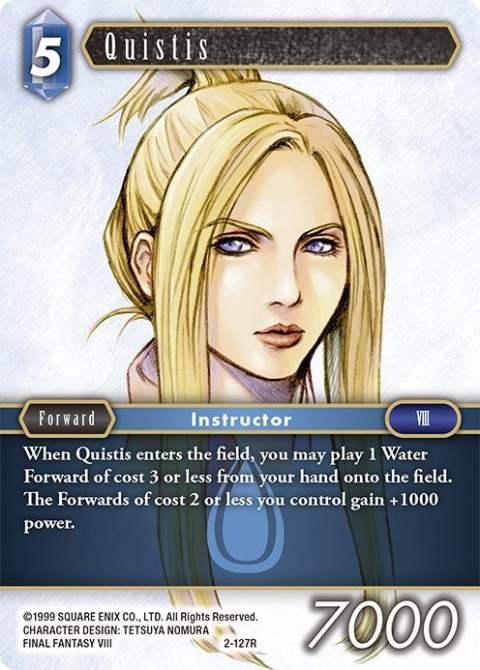 5
Quistis
Forward
Instructor
VIII
When Quistis enters the field, you may play 1 Water
Forward of cost 3 or less from your hand onto the field.
The Forwards of cost 2 or less you control gain +1000
power.
©1999 SQUARE ENIX CO., LTD. All Rights Reserved.
CHARACTER DESIGN: TETSUYA NOMURA
FINAL FANTASY VIII
2-127R
7000